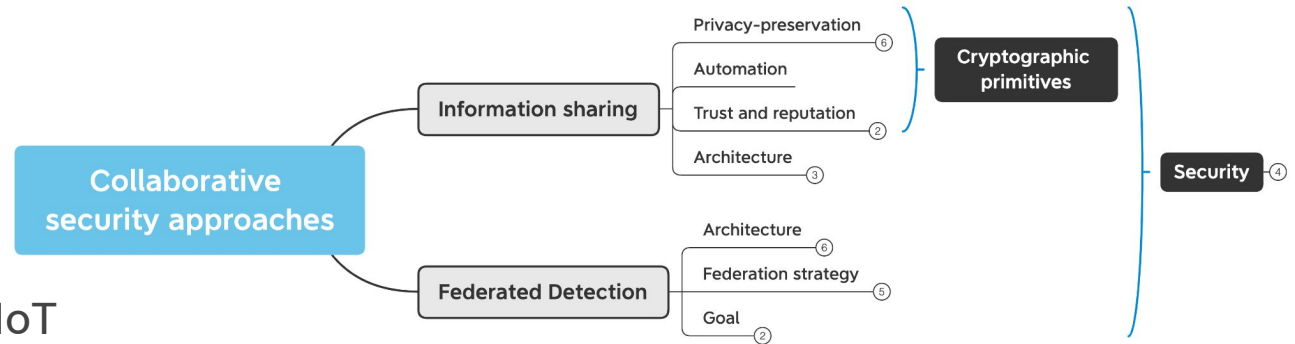 Collaborative
security approaches
Information sharing
Privacy-preservation
6
Automation
Trust and reputation
2
Architecture
3
Cryptographic
primitives
Federated Detection
Architecture
6
Federation strategy
5
Goal
2
Security
4
IoT